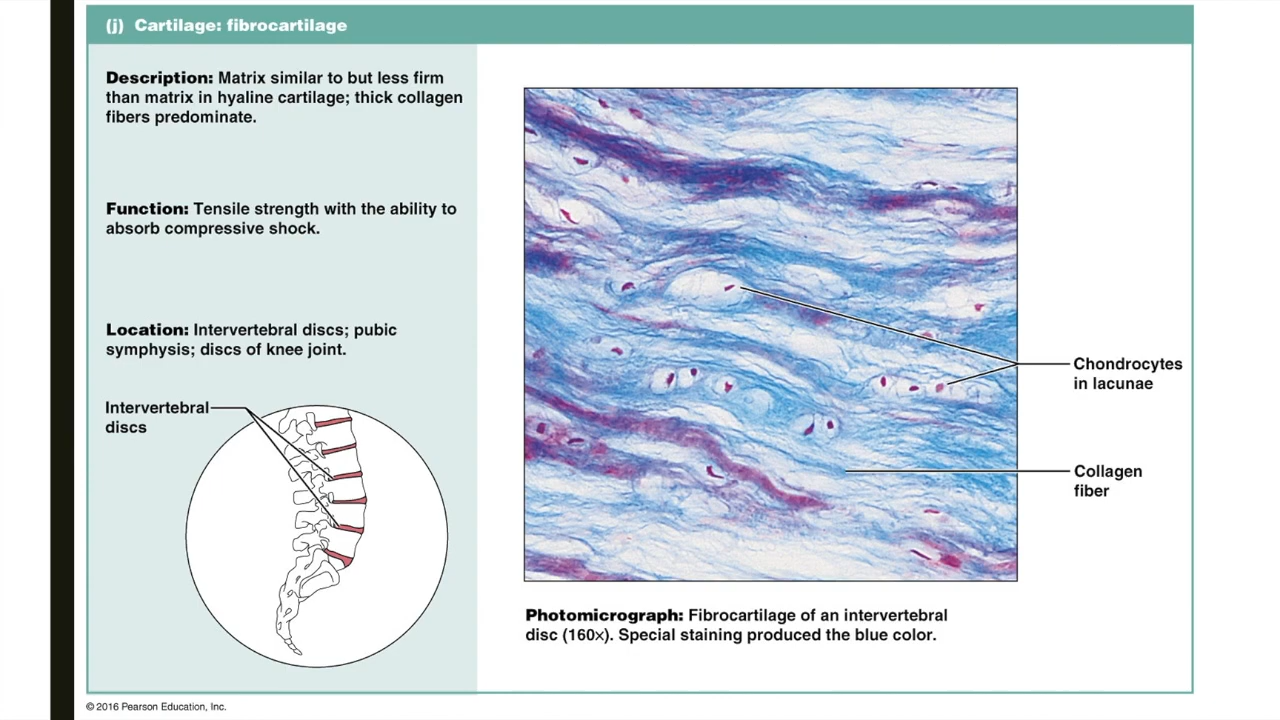 (j) Cartilage: fibrocartilage
Description: Matrix similar to but less firm
than matrix in hyaline cartilage; thick collagen
fibers predominate.
Function: Tensile strength with the ability to
absorb compressive shock.
Location: Intervertebral discs; pubic
symphysis; discs of knee joint.
Intervertebral
discs
Chondrocytes
in lacunae
Collagen
fiber
Photomicrograph: Fibrocartilage of an intervertebral
disc (160×). Special staining produced the blue color.
© 2016 Pearson Education, Inc.